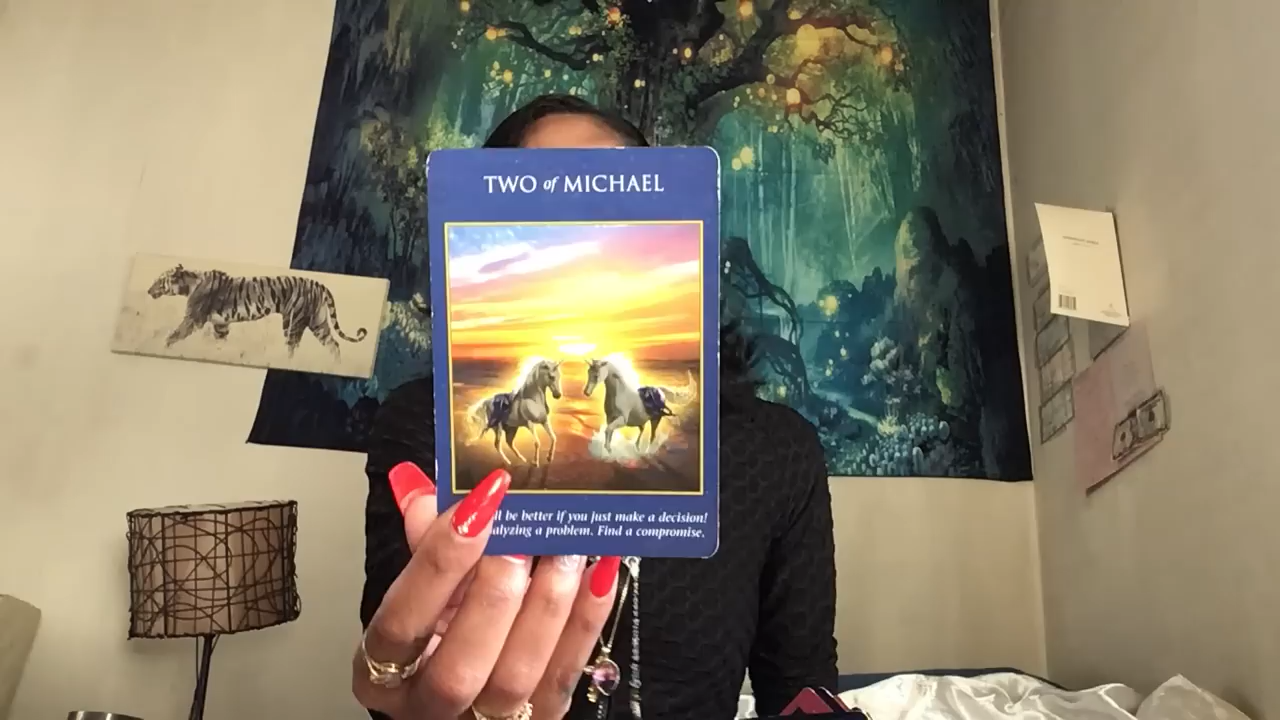 TWO of MICHAEL
ll be better if you just make a decision!
alyzing a problem. Find a compromise.